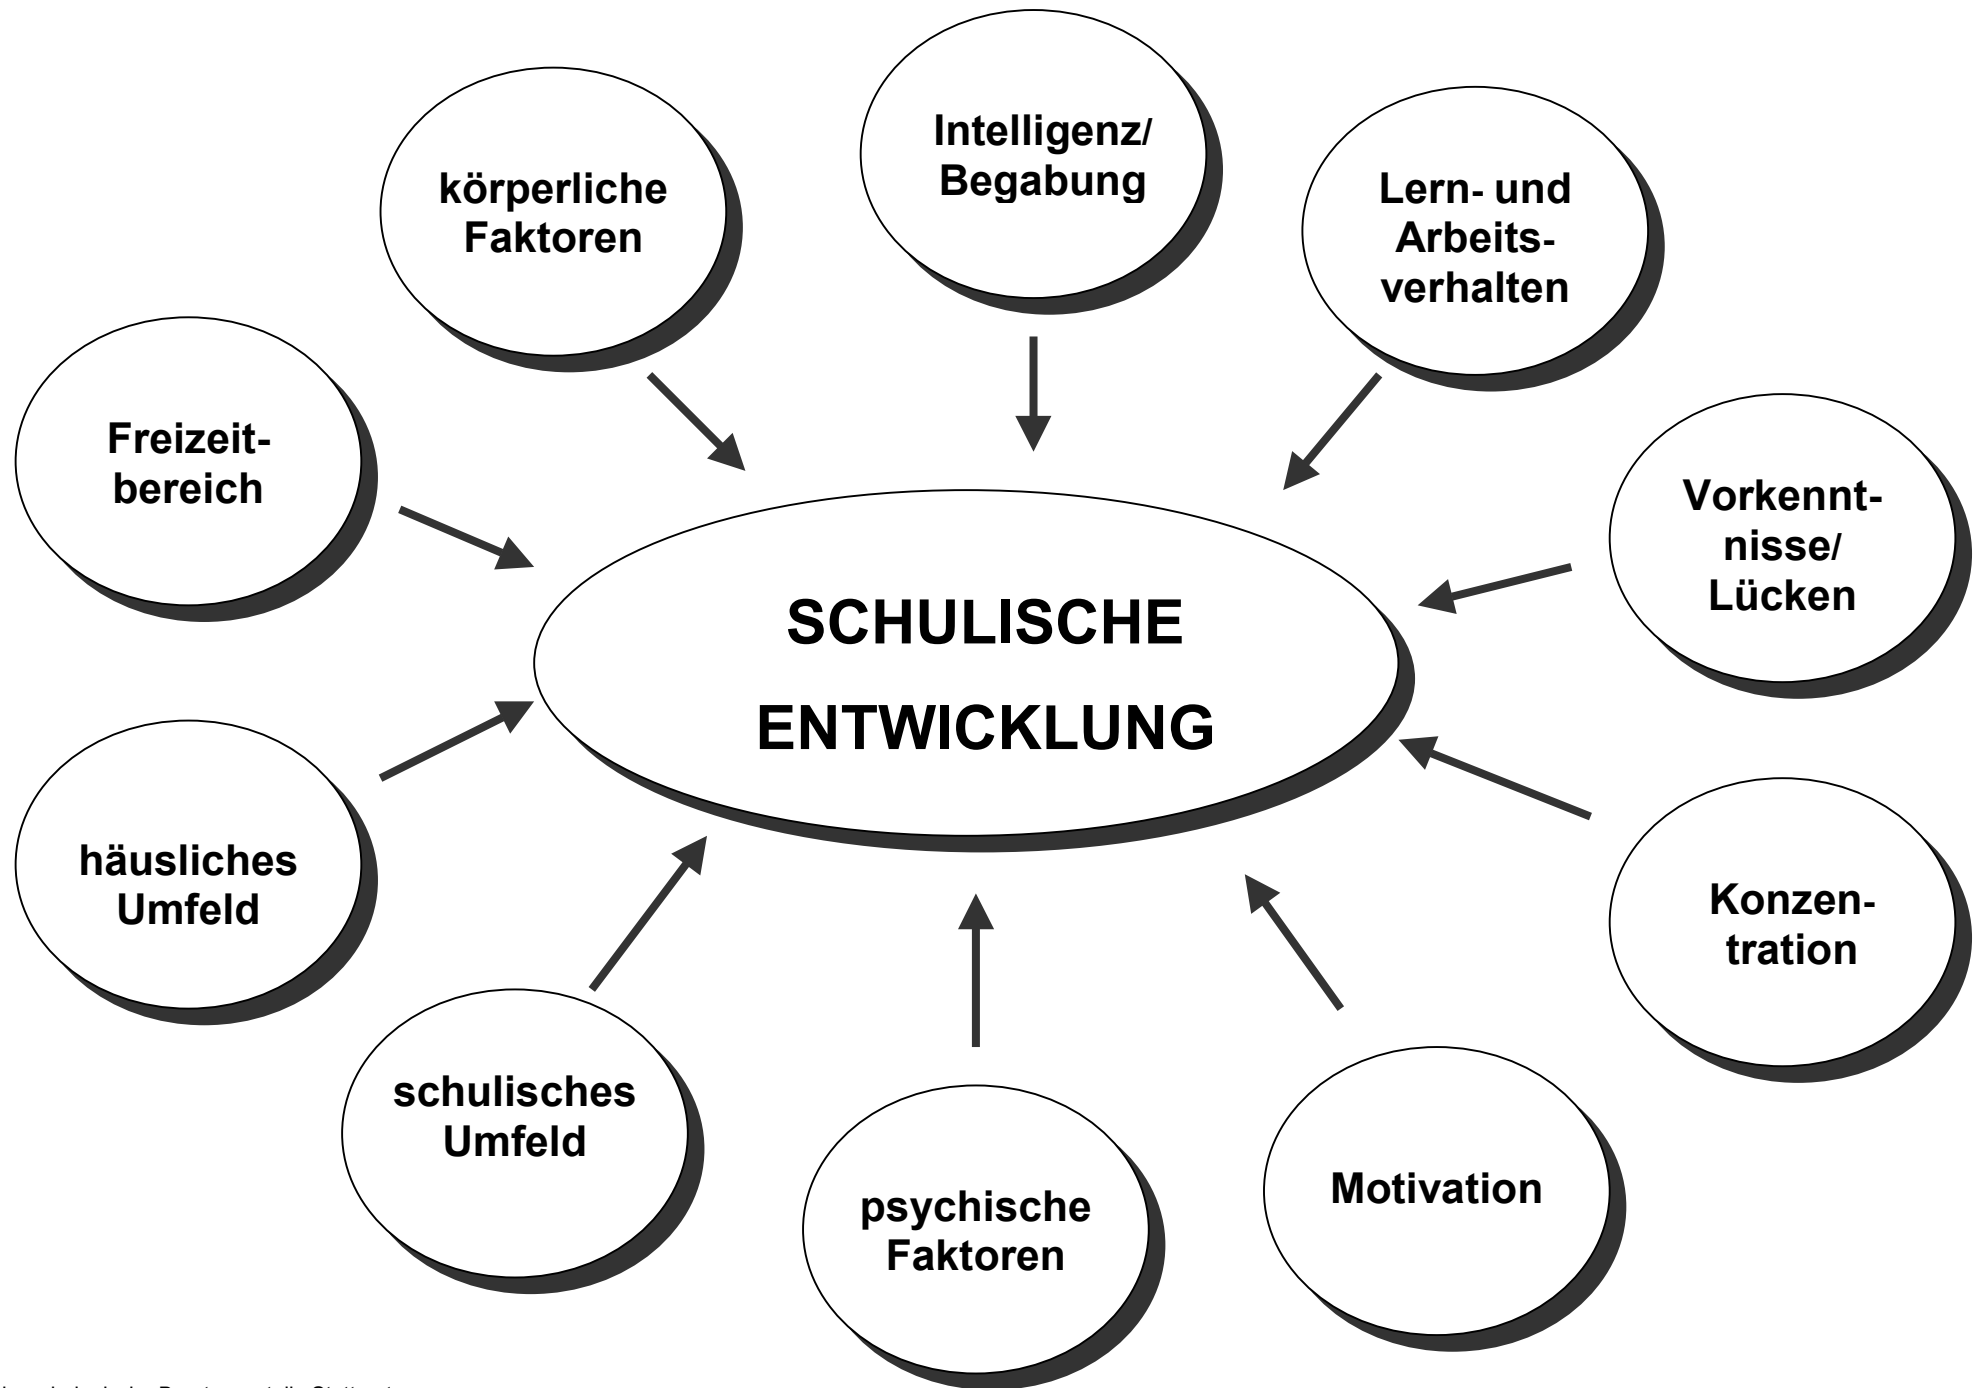 Intelligenz/
Begabung
körperliche
Faktoren
Lern- und
Arbeits-
verhalten
Freizeit-
bereich
Vorkennt-
nisse/
Lücken
SCHULISCHE
ENTWICKLUNG
häusliches
Umfeld
Konzen-
tration
schulisches
Umfeld
psychische
Faktoren
Motivation